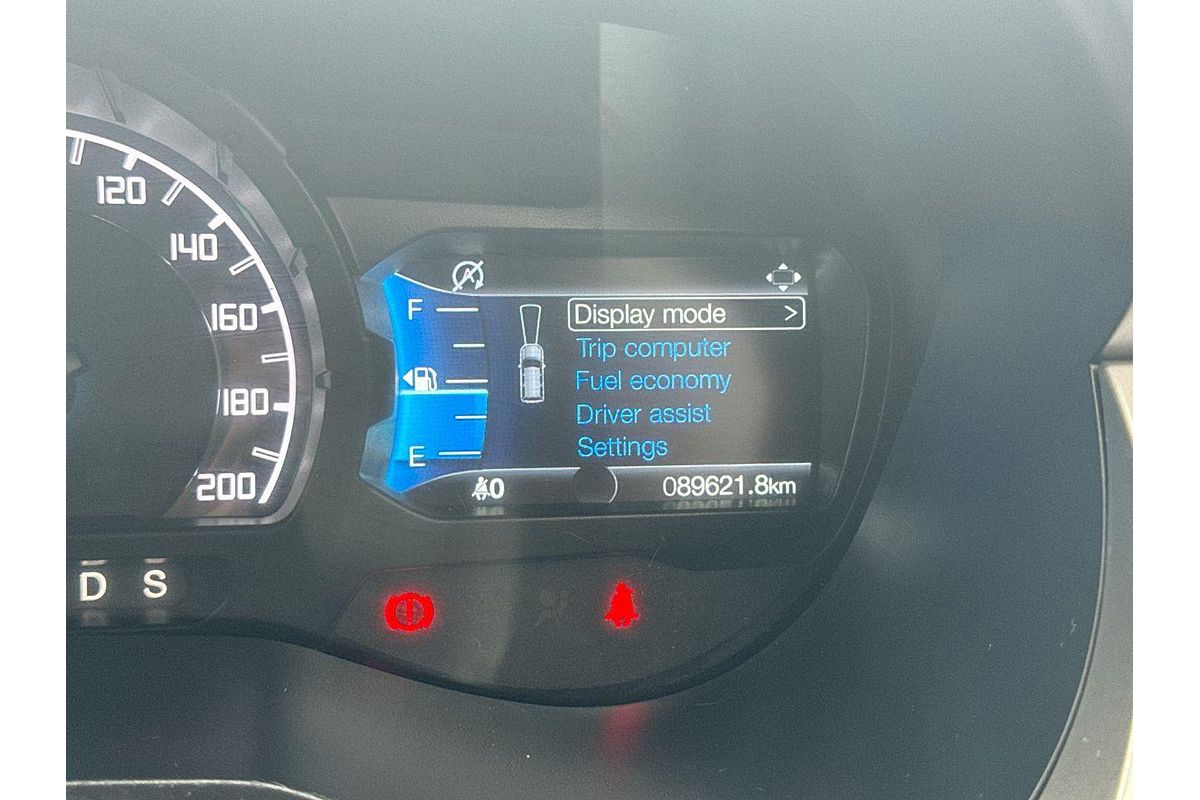 120
140
160
180
200
D S
F
E
Display mode >
Trip computer
Fuel economy
Driver assist
Settings
0
089621.8km